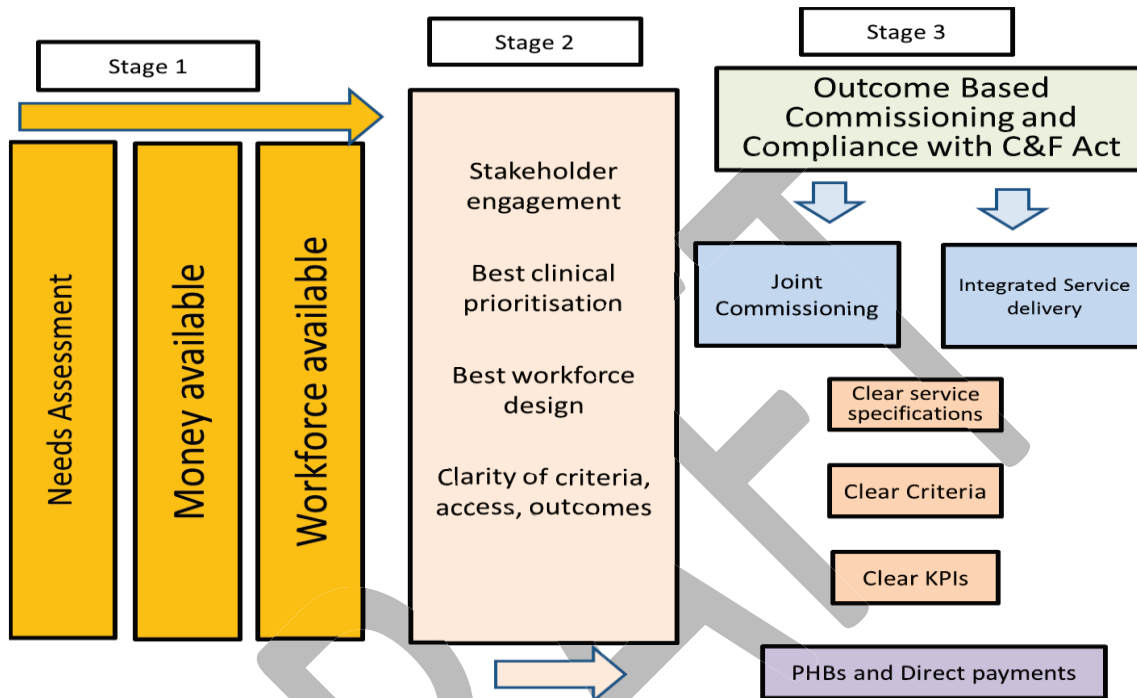 Stage 1
Needs Assessment
Money available
Workforce available
Stage 2
Stakeholder
engagement
Best clinical
prioritisation
Best workforce
design
Clarity of criteria,
access, outcomes
Stage 3
Outcome Based
Commissioning and
Compliance with C&F Act
Joint
Commissioning
Integrated Service
delivery
Clear service
specifications
Clear Criteria
Clear KPIs
PHBs and Direct payments
DRAFT